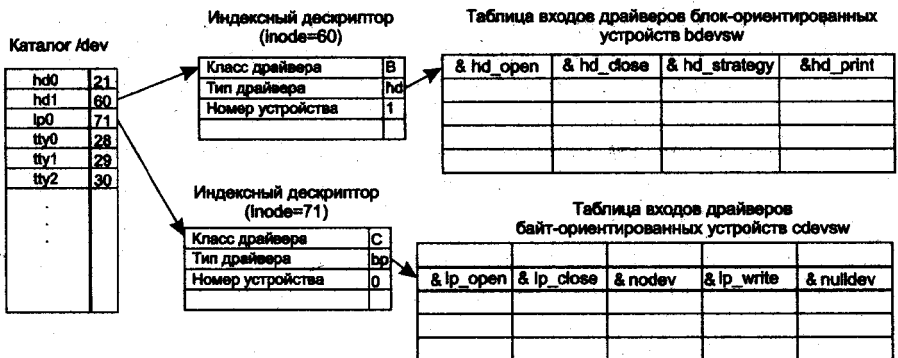 Каталог /dev
hd0 21
hd1 60
lp0 71
tty0 28
tty1 29
tty2 30
Индексный дескриптор
(inode=60)
Класс драйвера B
Тип драйвера hd
Номер устройства 1
Таблица входов драйверов блок-ориентированных
устройств bdevsw
& hd_open & hd_close & hd_strategy &hd_print
Индексный дескриптор
(inode=71)
Класс драйвера C
Тип драйвера bp
Номер устройства 0
Таблица входов драйверов
байт-ориентированных устройств cdevsw
& lp_open & lp_close & nodev & lp_write & nulldev